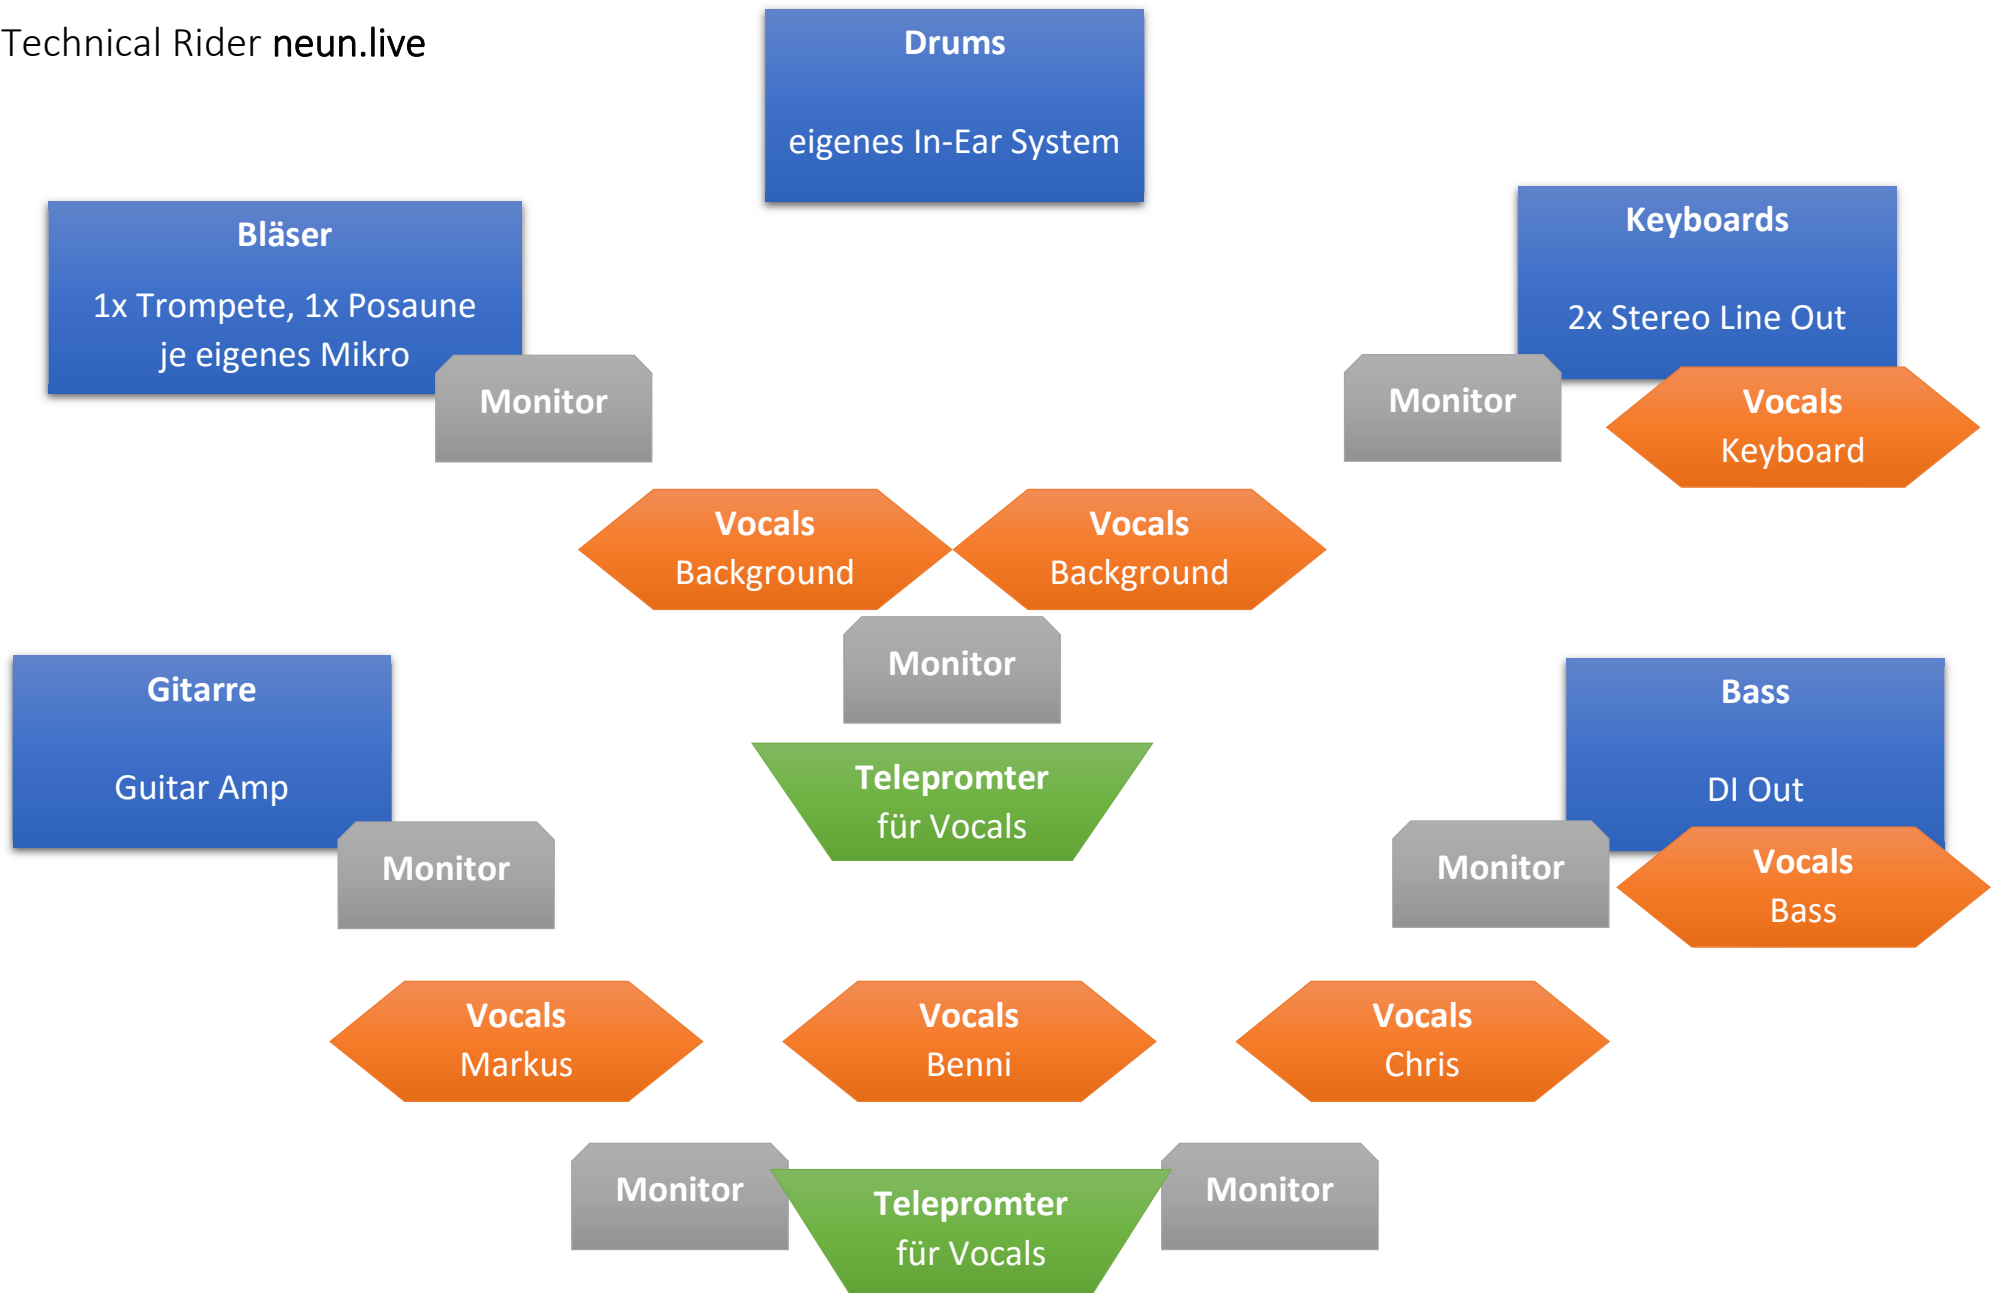 Technical Rider neun.live
Drums
eigenes In-Ear System
Bläser
1x Trompete, 1x Posaune
je eigenes Mikro
Monitor
Keyboards
2x Stereo Line Out
Monitor
Vocals
Keyboard
Vocals
Background
Vocals
Background
Monitor
Telepromter
für Vocals
Gitarre
Guitar Amp
Monitor
Bass
DI Out
Monitor
Vocals
Bass
Vocals
Markus
Vocals
Benni
Vocals
Chris
Monitor
Telepromter
für Vocals
Monitor